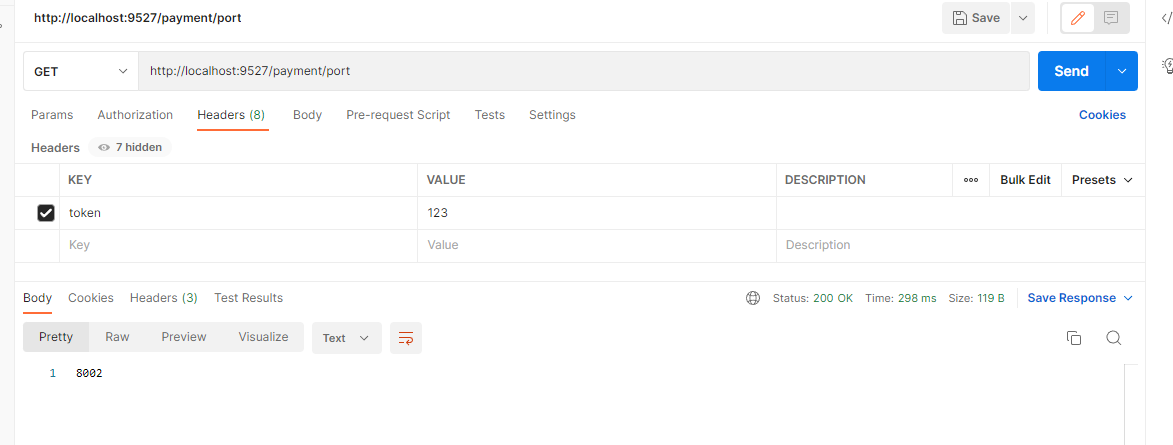 http://localhost:9527/payment/port
Save
GET http://localhost:9527/payment/port Send
Params Authorization Headers (8) Body Pre-request Script Tests Settings Cookies
Headers 7 hidden
KEY VALUE DESCRIPTION ooo Bulk Edit Presets
token 123
Key Value Description
Body Cookies Headers (3) Test Results Status: 200 OK Time: 298 ms Size: 119 B Save Response
Pretty Raw Preview Visualize Text
1 8002